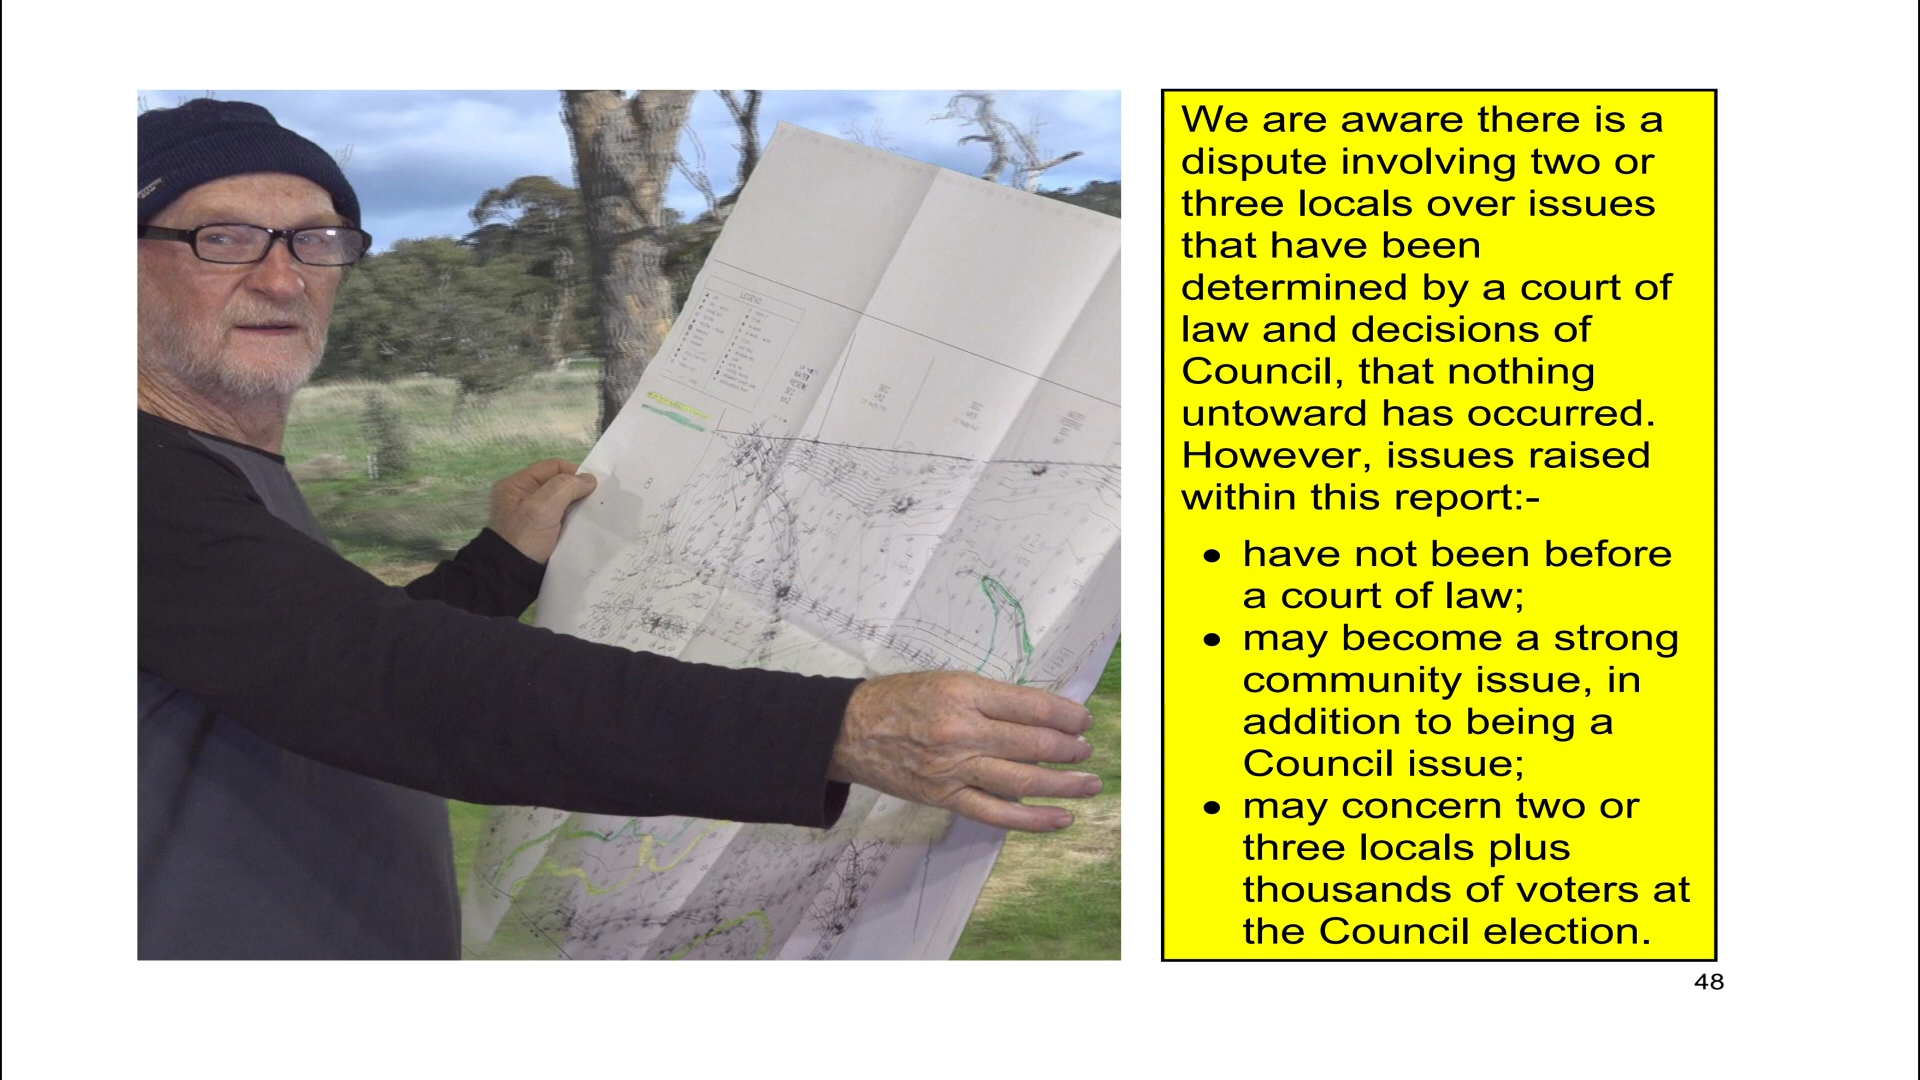 We are aware there is a
dispute involving two or
three locals over issues
that have been
determined by a court of
law and decisions of
Council, that nothing
untoward has occurred.
However, issues raised
within this report:-
● have not been before
a court of law;
● may become a strong
community issue, in
addition to being a
Council issue;
● may concern two or
three locals plus
thousands of voters at
the Council election.
48
LEGEND